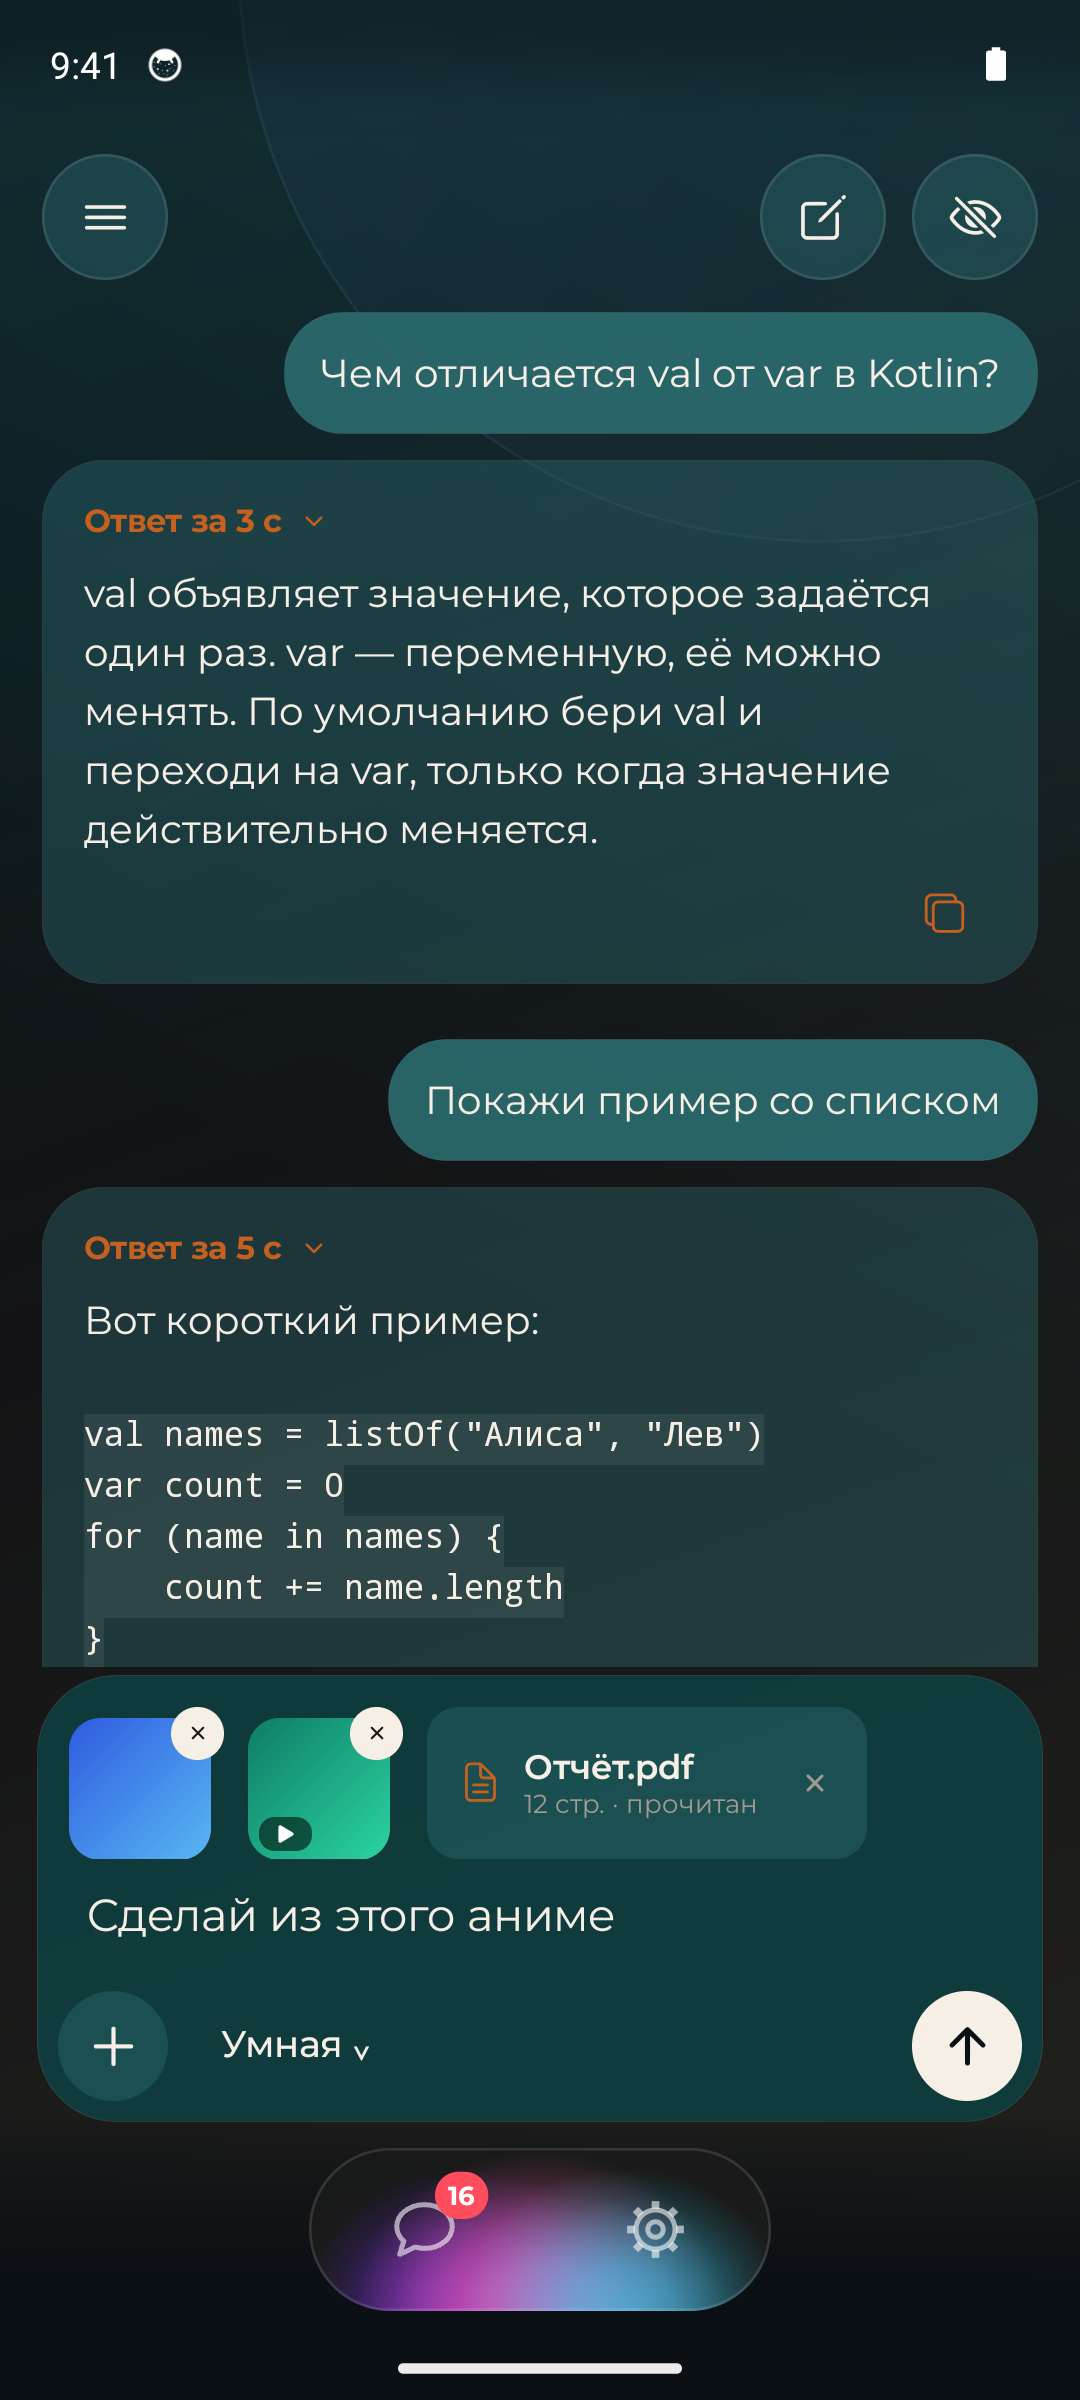 9:41
Чем отличается val от var в Kotlin?
Ответ за 3 с
val объявляет значение, которое задаётся
один раз. var — переменную, её можно
менять. По умолчанию бери val и
переходи на var, только когда значение
действительно меняется.
Покажи пример со списком
Ответ за 5 с
Вот короткий пример:
val names = listOf("Алиса", "Лев")
var count = 0
for (name in names) {
    count += name.length
}
Отчёт.pdf
12 стр. · прочитан
Сделай из этого аниме
Умная
16